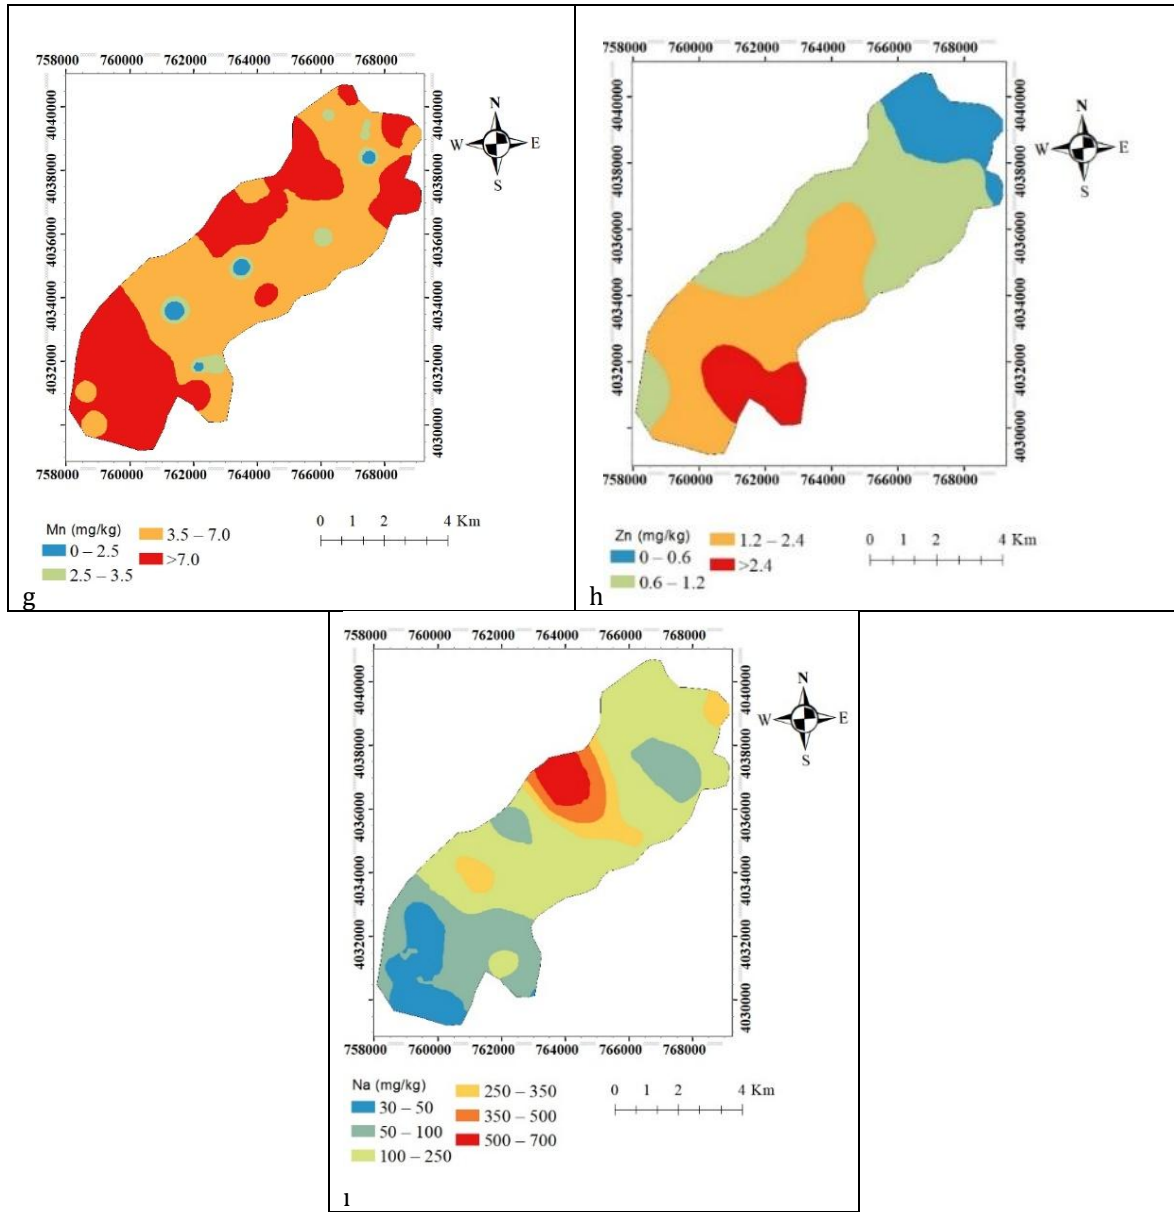 758000 760000 762000 764000 766000 768000
4040000
4038000
4036000
4034000
4032000
4030000
N
W E
S
758000 760000 762000 764000 766000 768000
Mn (mg/kg)
0 – 2.5
2.5 – 3.5
3.5 – 7.0
>7.0
0 1 2 4 Km
g
758000 760000 762000 764000 766000 768000
4040000
4038000
4036000
4034000
4032000
4030000
N
W E
S
758000 760000 762000 764000 766000 768000
Zn (mg/kg)
0 – 0.6
0.6 – 1.2
1.2 – 2.4
>2.4
0 1 2 4 Km
h
758000 760000 762000 764000 766000 768000
4040000
4038000
4036000
4034000
4032000
4030000
N
W E
S
758000 760000 762000 764000 766000 768000
Na (mg/kg)
30 – 50
50 – 100
100 – 250
250 – 350
350 – 500
500 – 700
0 1 2 4 Km
ı